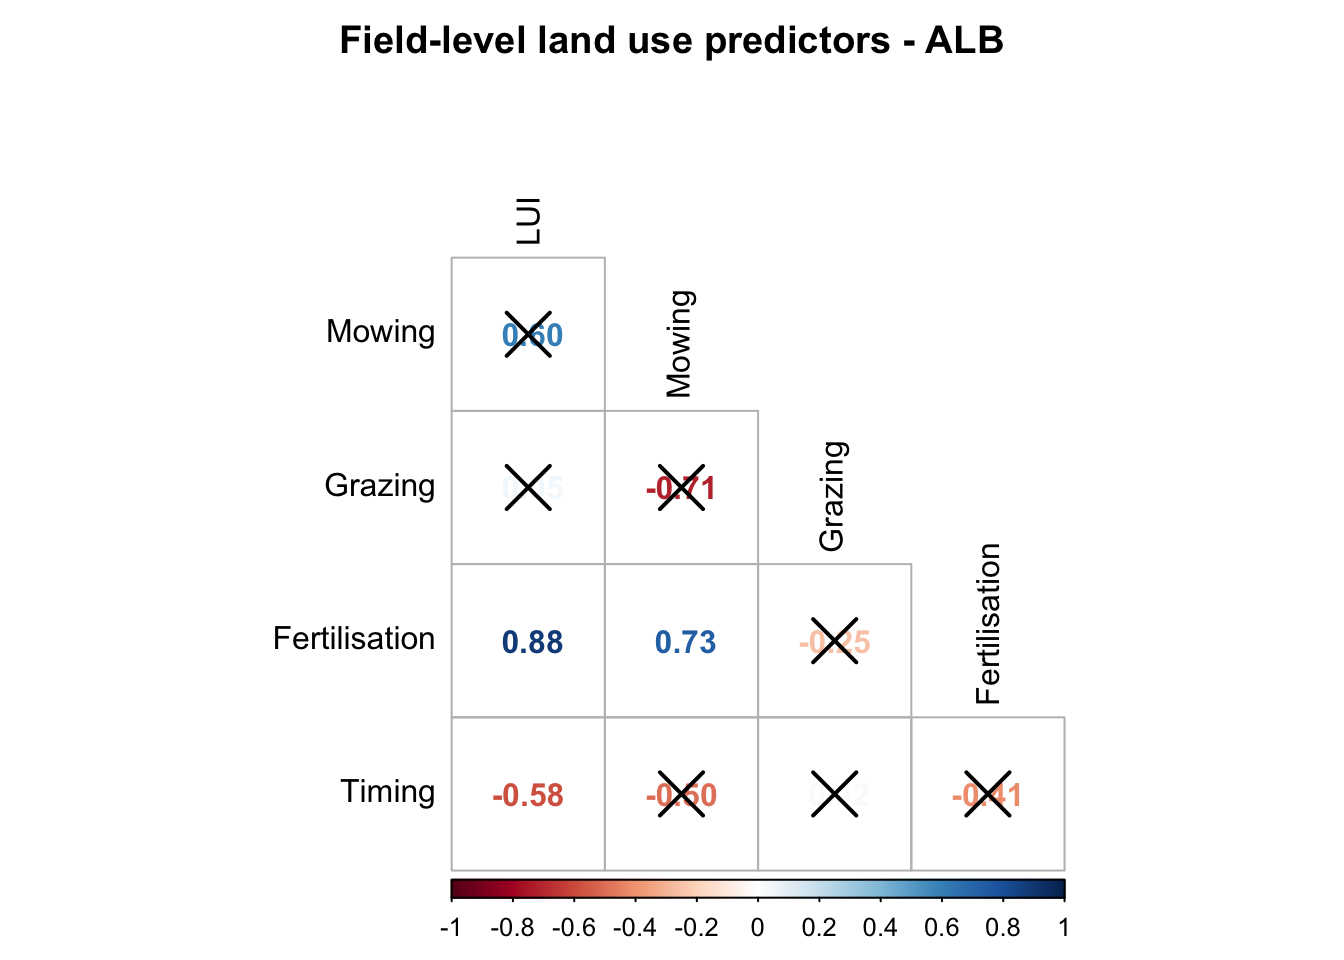 Field-level land use predictors - ALB
LUI
Mowing 0.60 Mowing
Grazing -0.71 Grazing
Fertilisation 0.88 0.73 -0.25 Fertilisation
Timing -0.58 -0.50 -0.41
-1 -0.8 -0.6 -0.4 -0.2 0 0.2 0.4 0.6 0.8 1